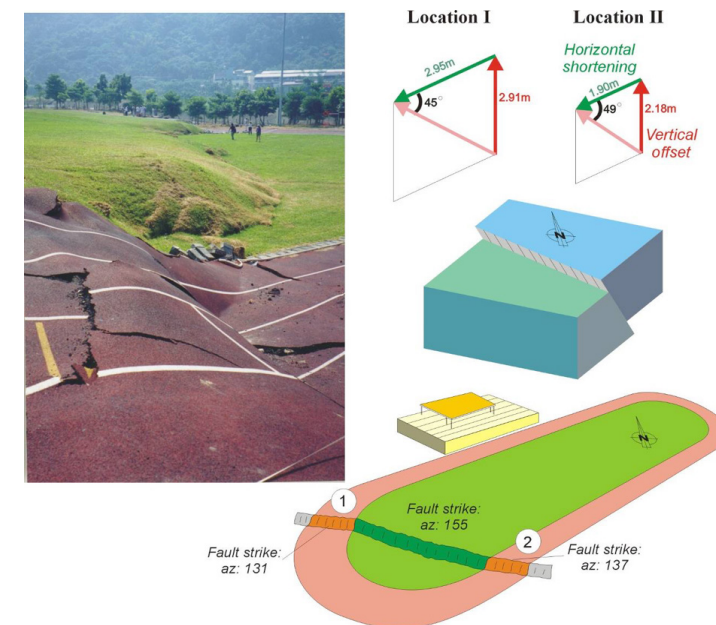 Location I
Location II
2.95m
45°
2.91m
Horizontal
shortening
1.90m
49°
2.18m
Vertical
offset
N
N
1
Fault strike:
az: 155
2
Fault strike:
az: 131
Fault strike:
az: 137